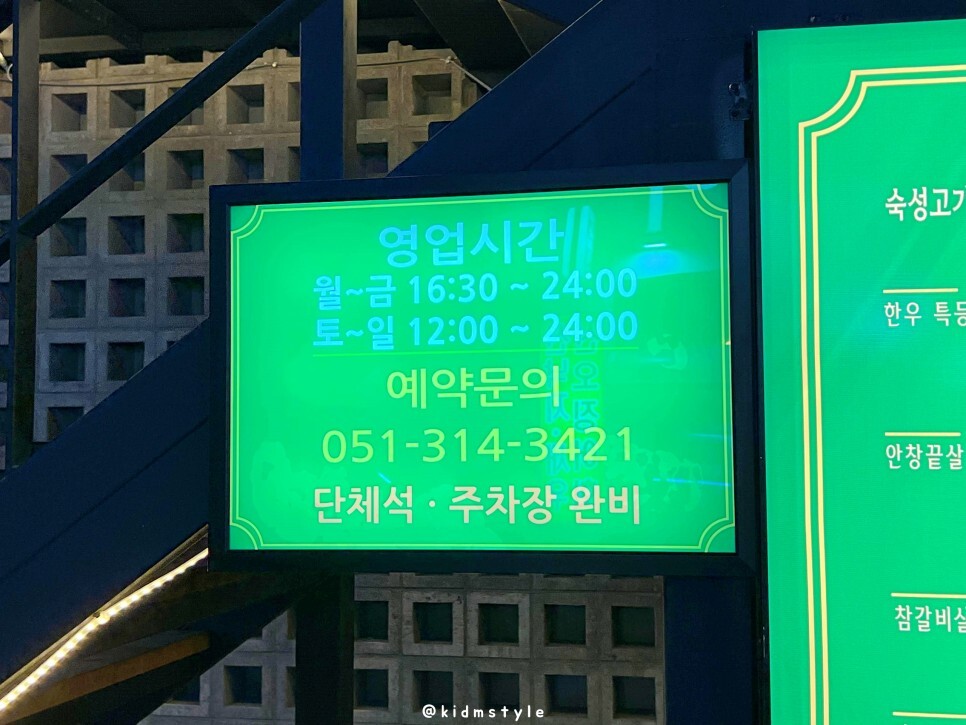 영업시간
월~금 16:30 ~ 24:00
토~일 12:00 ~ 24:00
예약문의
051-314-3421
단체석 · 주차장 완비
숙성고기
한우 특등
안창끝살
참갈비살
@kidmstyle